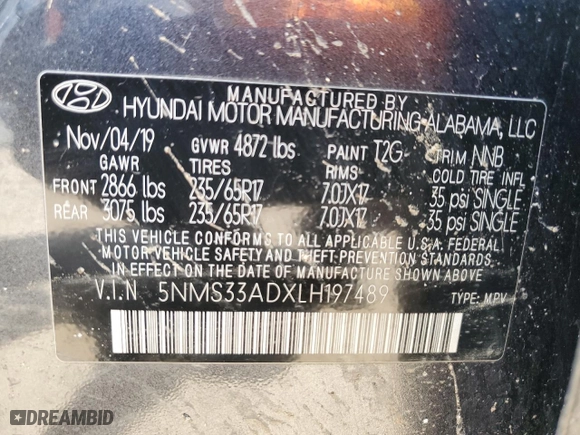 MANUFACTURED BY
HYUNDAI MOTOR MANUFACTURING ALABAMA, LLC
Nov/04/19 GVWR 4872 lbs PAINT T2G TRIM NNB
GAWR TIRES RIMS COLD TIRE INFL
FRONT 2866 lbs 235/65R17 7.0JX17 35 psi SINGLE
REAR 3075 lbs 235/65R17 7.0JX17 35 psi SINGLE
THIS VEHICLE CONFORMS TO ALL APPLICABLE U.S.A. FEDERAL
MOTOR VEHICLE SAFETY AND THEFT PREVENTION STANDARDS
IN EFFECT ON THE DATE OF MANUFACTURE SHOWN ABOVE.
V.I.N 5NMS33ADXLH197489 TYPE: MPV
DREAMBID